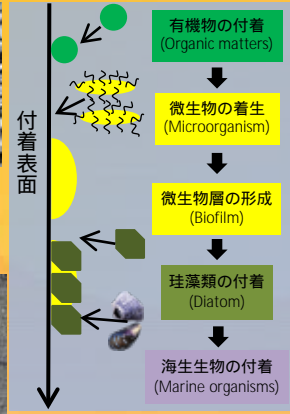 付着表面
有機物の付着
(Organic matters)
微生物の着生
(Microorganism)
微生物層の形成
(Biofilm)
珪藻類の付着
(Diatom)
海生生物の付着
(Marine organisms)